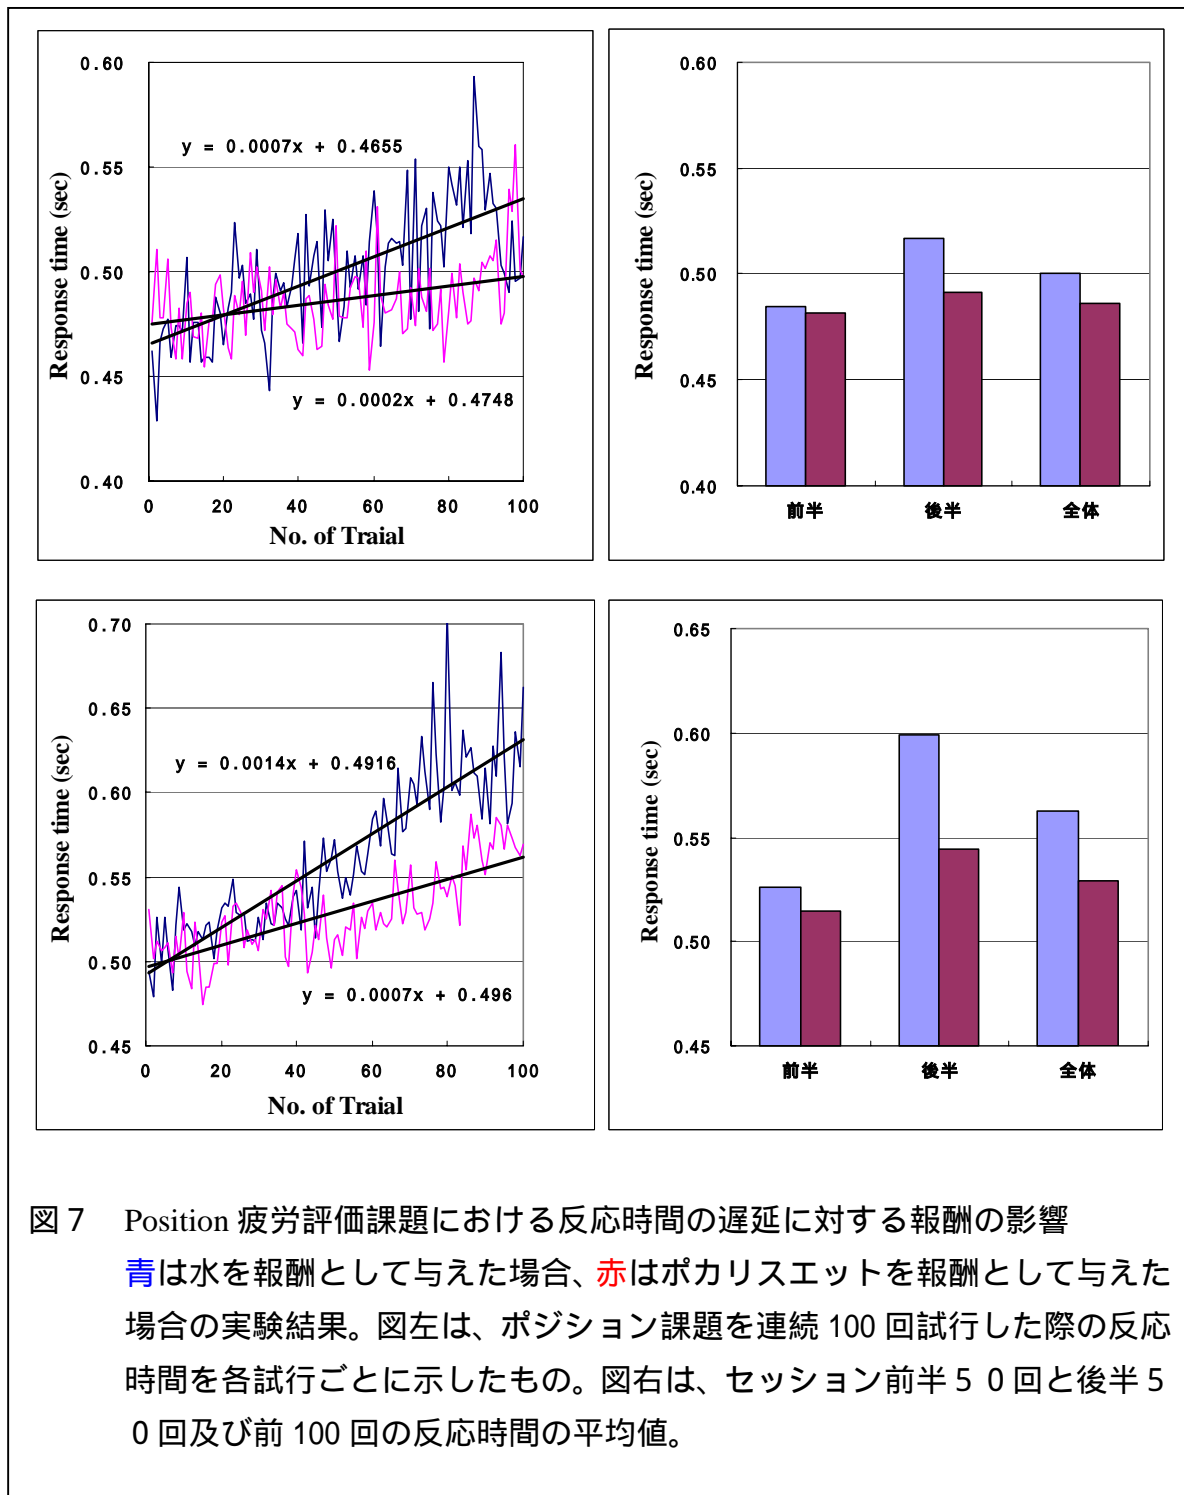 0.60
0.55
0.50
0.45
0.40
Response time (sec)
y = 0.0007x + 0.4655
y = 0.0002x + 0.4748
0 20 40 60 80 100
No. of Traial
0.60
0.55
0.50
0.45
0.40
Response time (sec)
前半 後半 全体
0.70
0.65
0.60
0.55
0.50
0.45
Response time (sec)
y = 0.0014x + 0.4916
y = 0.0007x + 0.496
0 20 40 60 80 100
No. of Traial
0.65
0.60
0.55
0.50
0.45
Response time (sec)
前半 後半 全体
図７ Position 疲労評価課題における反応時間の遅延に対する報酬の影響
青は水を報酬として与えた場合、赤はポカリスエットを報酬として与えた
場合の実験結果。図左は、ポジション課題を連続 100 回試行した際の反応
時間を各試行ごとに示したもの。図右は、セッション前半５０回と後半５
０回及び前 100 回の反応時間の平均値。